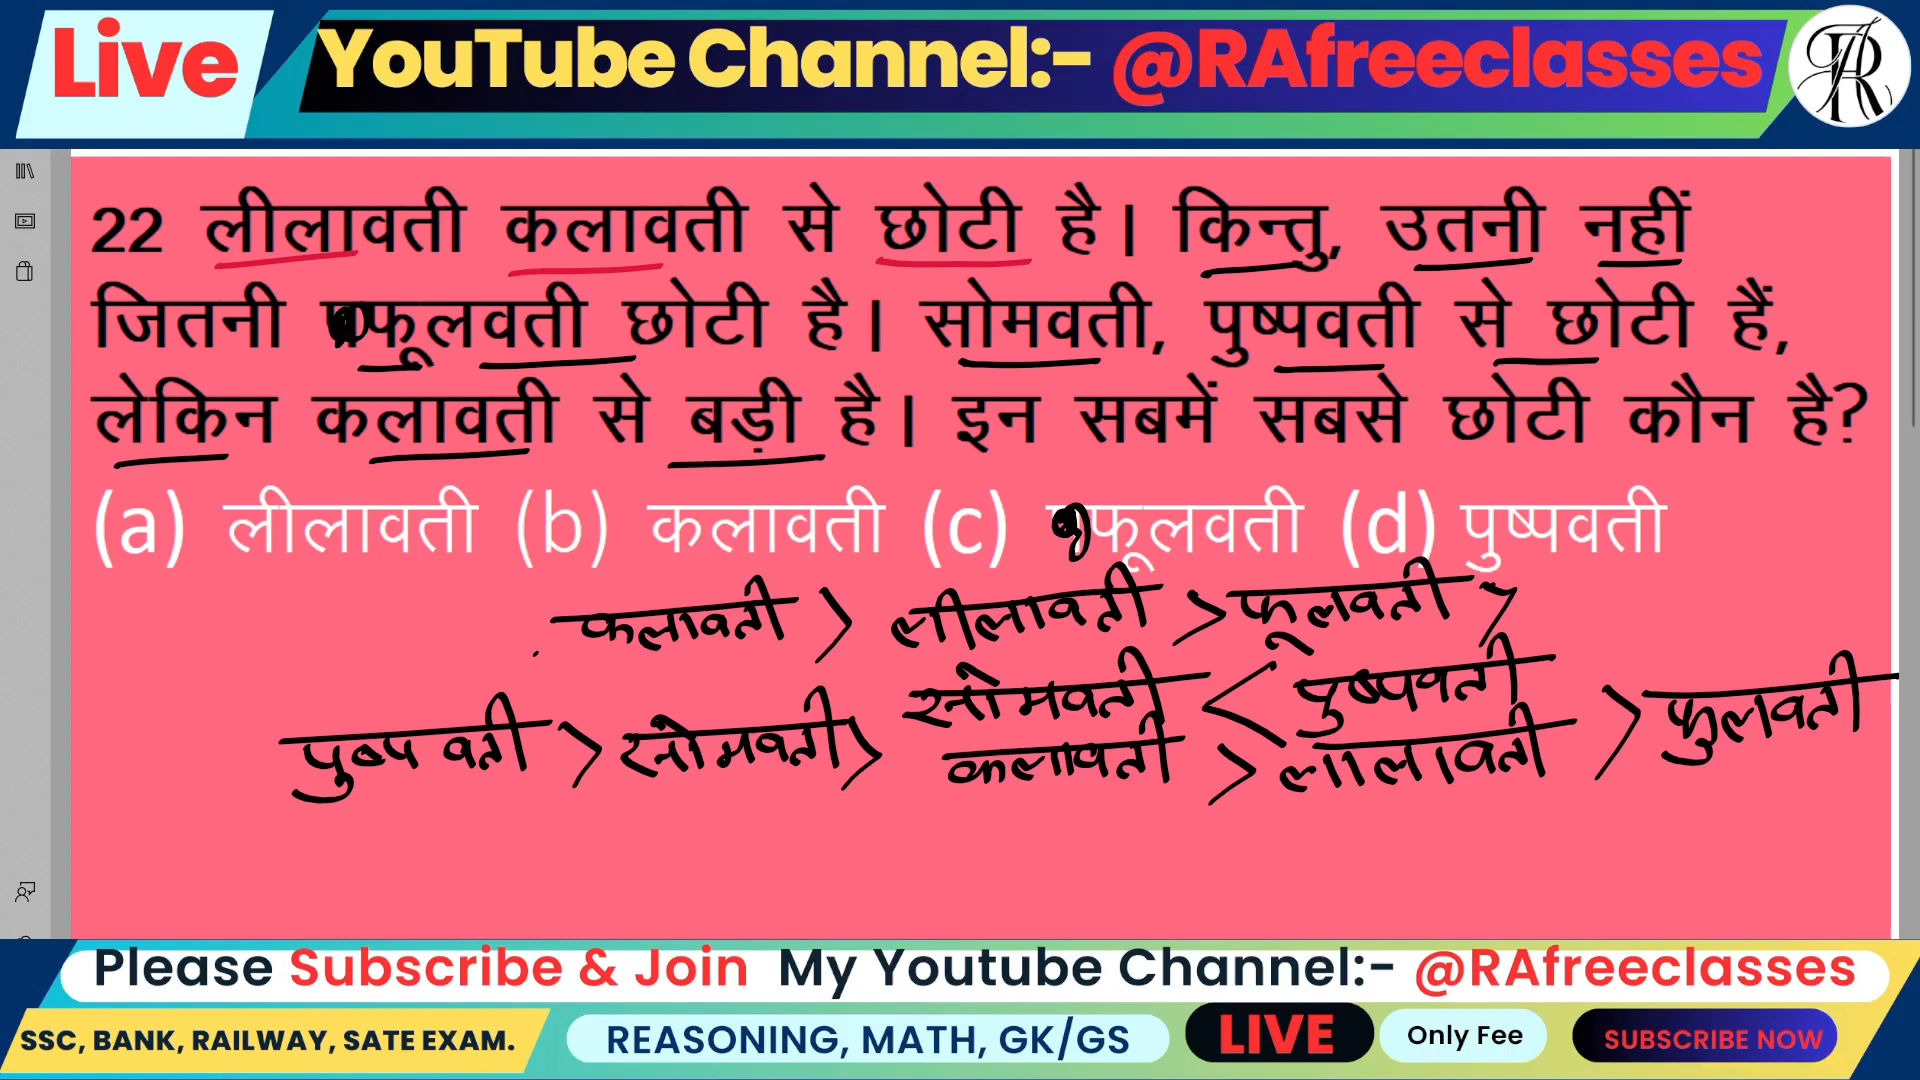 Live
YouTube Channel:- @RAfreeclasses
22 लीलावती कलावती से छोटी है। किन्तु, उतनी नहीं
जितनी फूलवती छोटी है। सोमवती, पुष्पवती से छोटी हैं,
लेकिन कलावती से बड़ी है। इन सबमें सबसे छोटी कौन है?
(a) लीलावती (b) कलावती (c) फूलवती (d) पुष्पवती
कलावती > लीलावती > फूलवती >
सोमवती < पुष्पवती
पुष्पवती > सोमवती > कलावती > लीलावती > फुलवती
Please Subscribe & Join My Youtube Channel:- @RAfreeclasses
SSC, BANK, RAILWAY, SATE EXAM. REASONING, MATH, GK/GS LIVE Only Fee SUBSCRIBE NOW